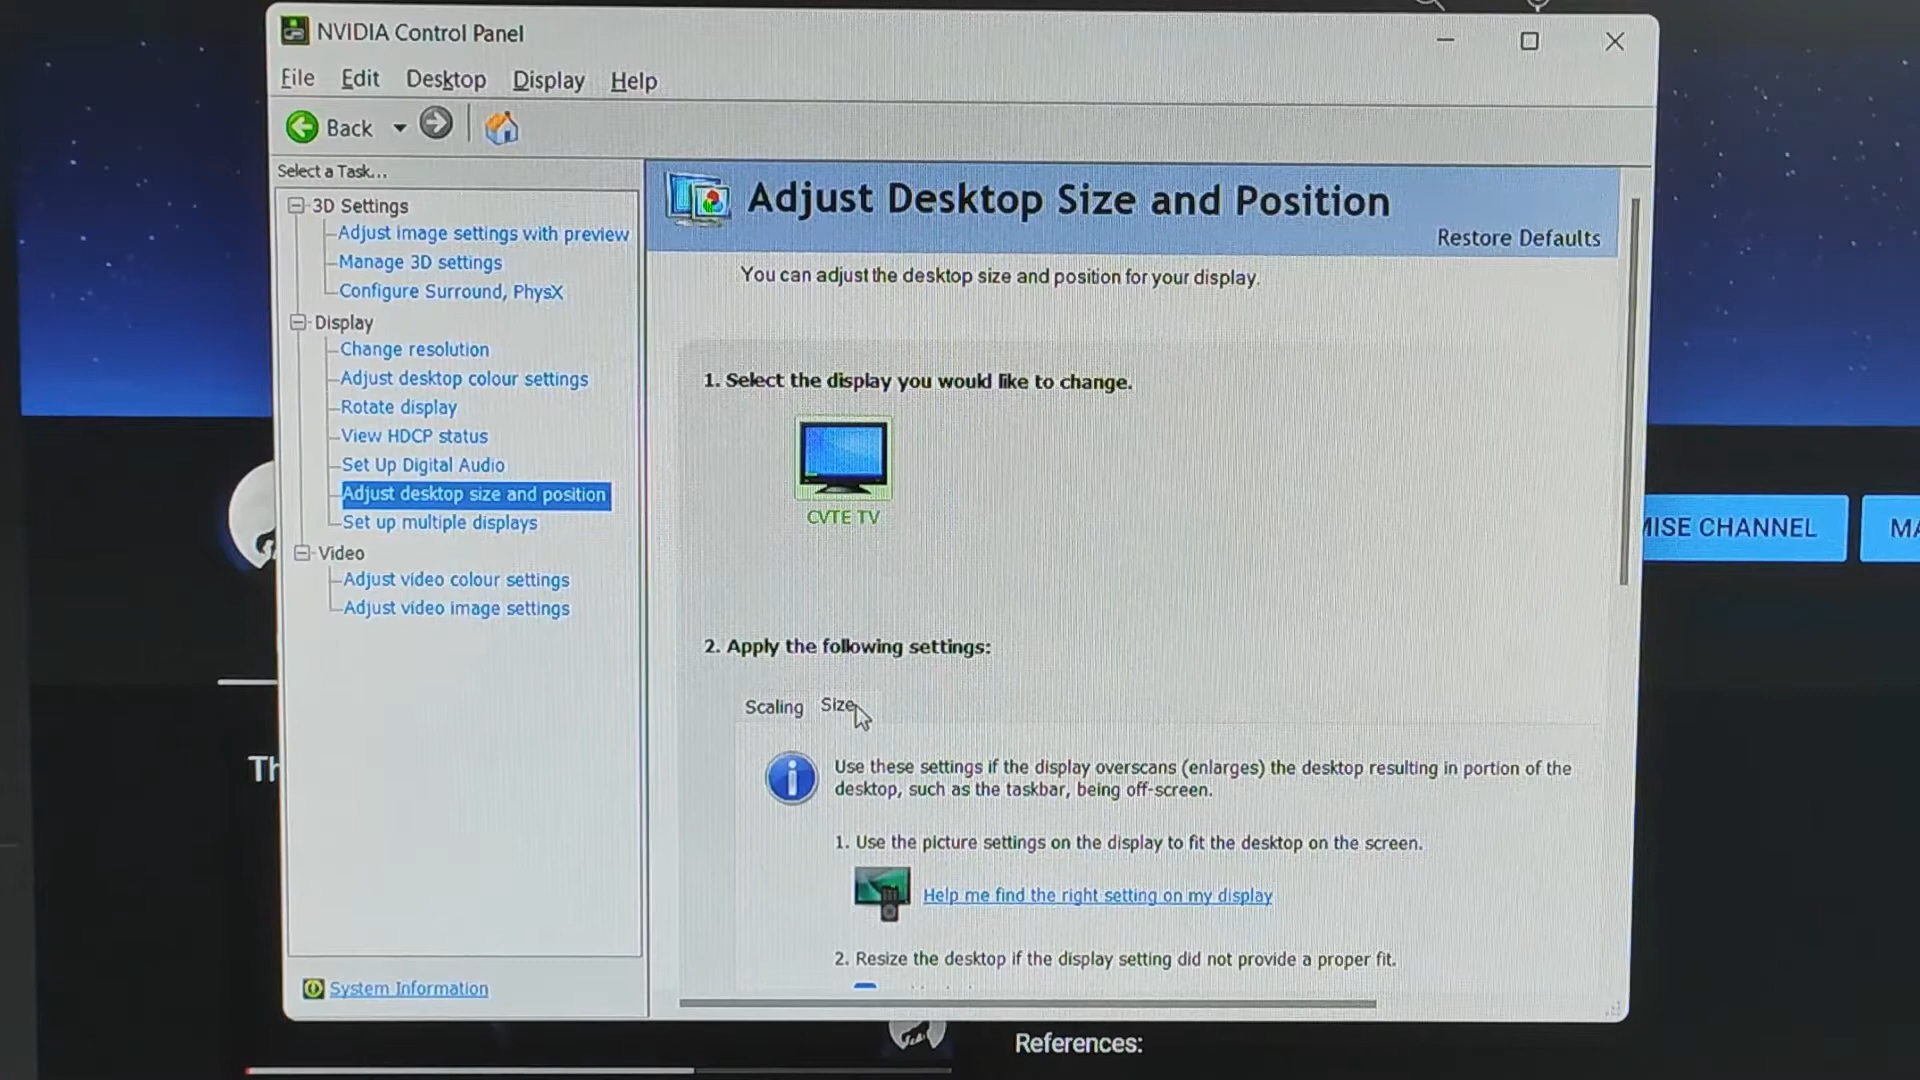 NVIDIA Control Panel
File Edit Desktop Display Help
Back
Select a Task...
3D Settings
Adjust image settings with preview
Manage 3D settings
Configure Surround, PhysX
Display
Change resolution
Adjust desktop colour settings
Rotate display
View HDCP status
Set Up Digital Audio
Adjust desktop size and position
Set up multiple displays
Video
Adjust video colour settings
Adjust video image settings
System Information
Adjust Desktop Size and Position
Restore Defaults
You can adjust the desktop size and position for your display.
1. Select the display you would like to change.
CVTE TV
2. Apply the following settings:
Scaling Size
Use these settings if the display overscans (enlarges) the desktop resulting in portion of the
desktop, such as the taskbar, being off-screen.
1. Use the picture settings on the display to fit the desktop on the screen.
Help me find the right setting on my display
2. Resize the desktop if the display setting did not provide a proper fit.
MISE CHANNEL
MA
Th
References: